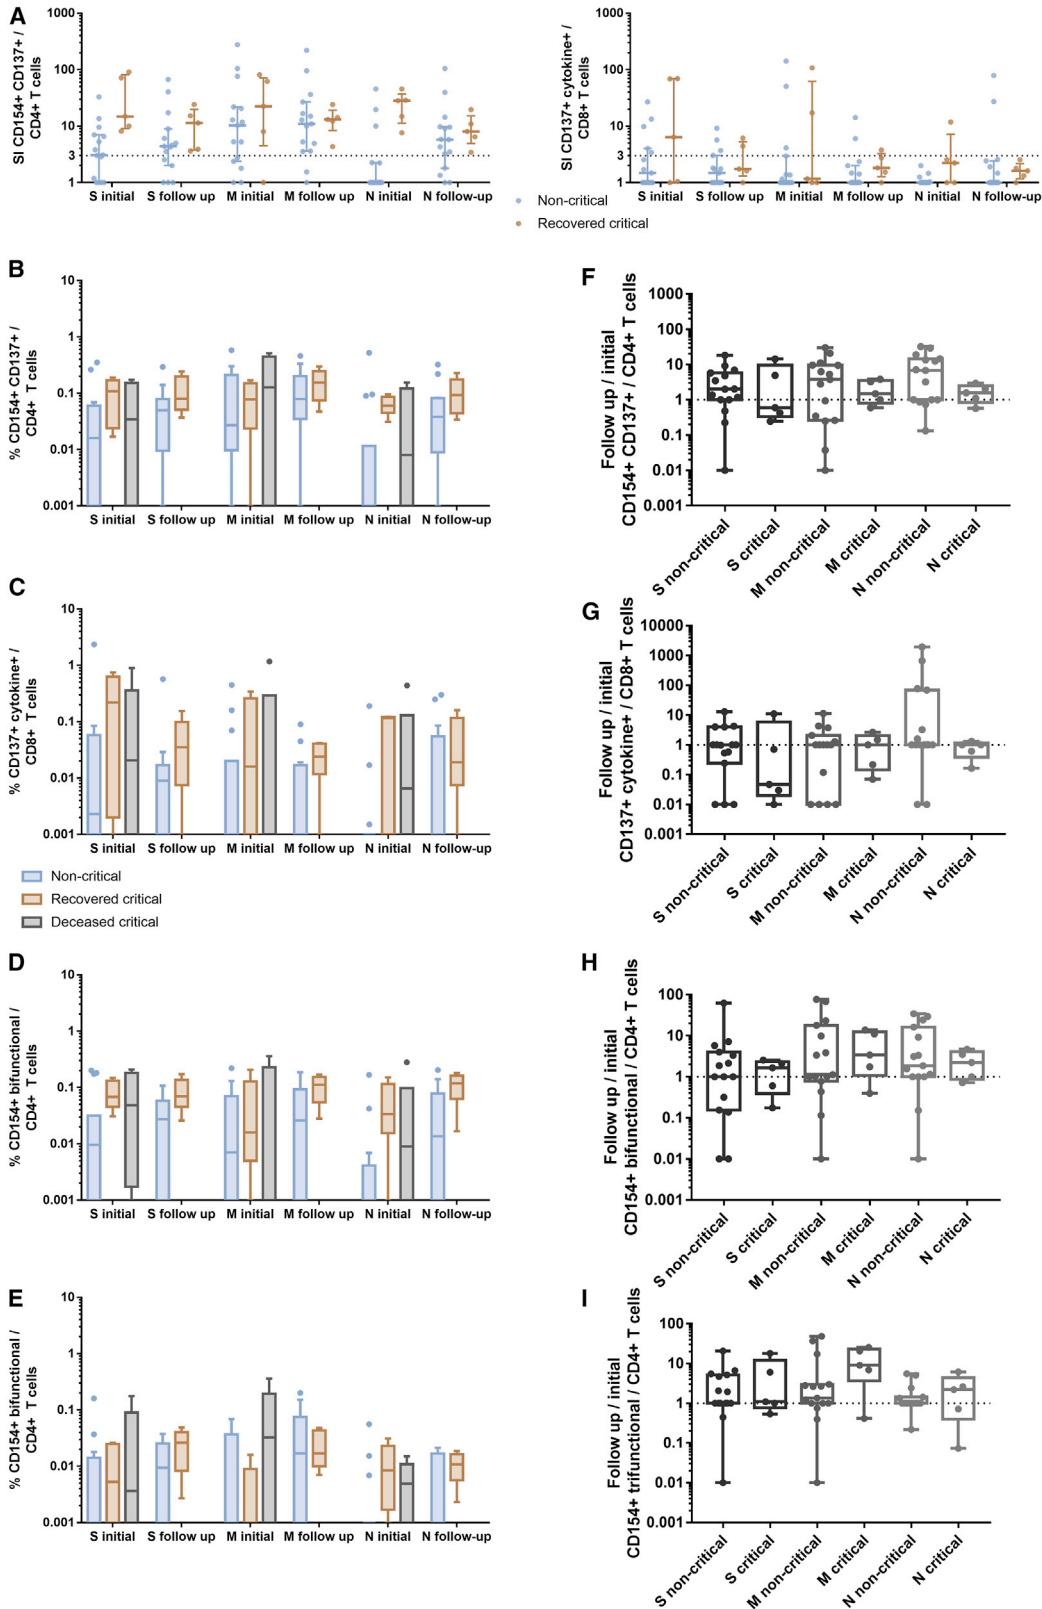 A
SI CD154+ CD137+ /
CD4+ T cells
1000
100
10
3
1
S initial
S follow up
M initial
M follow up
N initial
N follow-up
SI CD137+ cytokine+ /
CD8+ T cells
1000
100
10
3
1
S initial
S follow up
M initial
M follow up
N initial
N follow-up
Non-critical
Recovered critical
B
% CD154+ CD137+ /
CD4+ T cells
10
1
0.1
0.01
0.001
S initial
S follow up
M initial
M follow up
N initial
N follow-up
C
% CD137+ cytokine+ /
CD8+ T cells
10
1
0.1
0.01
0.001
S initial
S follow up
M initial
M follow up
N initial
N follow-up
Non-critical
Recovered critical
Deceased critical
D
% CD154+ bifunctional /
CD4+ T cells
10
1
0.1
0.01
0.001
S initial
S follow up
M initial
M follow up
N initial
N follow-up
E
% CD154+ bifunctional /
CD4+ T cells
10
1
0.1
0.01
0.001
S initial
S follow up
M initial
M follow up
N initial
N follow-up
F
Follow up / initial
CD154+ CD137+ / CD4+ T cells
1000
100
10
1
0.1
0.01
0.001
S non-critical
S critical
M non-critical
M critical
N non-critical
N critical
G
Follow up / initial
CD137+ cytokine+ / CD8+ T cells
10000
1000
100
10
1
0.1
0.01
0.001
S non-critical
S critical
M non-critical
M critical
N non-critical
N critical
H
Follow up / initial
CD154+ bifunctional / CD4+ T cells
100
10
1
0.1
0.01
0.001
S non-critical
S critical
M non-critical
M critical
N non-critical
N critical
I
Follow up / initial
CD154+ trifunctional / CD4+ T cells
100
10
1
0.1
0.01
0.001
S non-critical
S critical
M non-critical
M critical
N non-critical
N critical